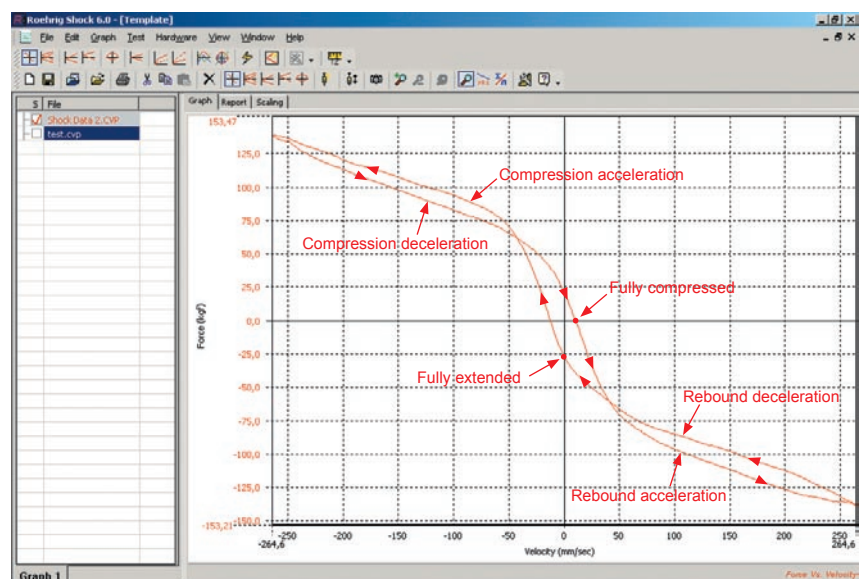 Roehrig Shock 6.0 - [Template]
File Edit Graph Test Hardware View Window Help
S File
Shock Data 2.CVP
test.cvp
Graph Report Scaling
153,47
125,0
100,0
75,0
50,0
25,0
0,0
-25,0
-50,0
-75,0
-100,0
-125,0
-150,0
-153,21
Force (kgf)
Compression acceleration
Compression deceleration
Fully compressed
Fully extended
Rebound deceleration
Rebound acceleration
-250 -200 -150 -100 -50 0 50 100 150 200 250
-264,6 264,6
Velocity (mm/sec)
Graph 1
Force Vs. Velocity